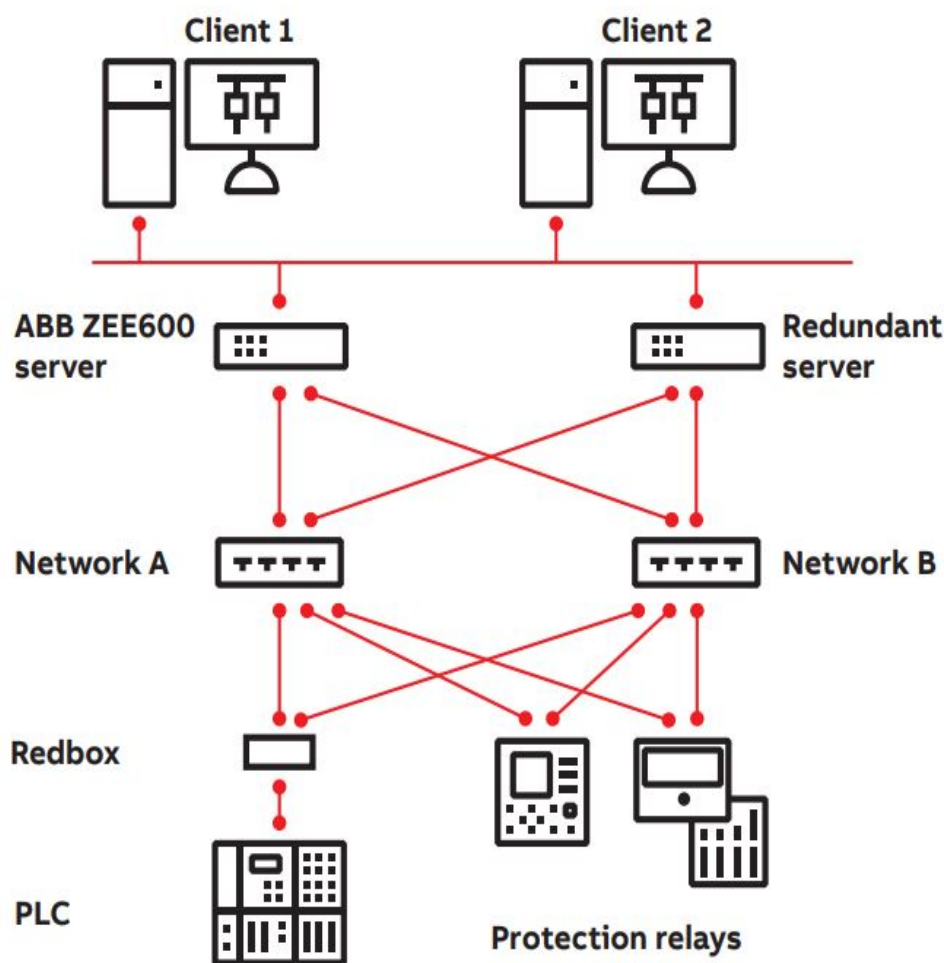 Client 1
Client 2
ABB ZEE600
server
Redundant
server
Network A
Network B
Redbox
PLC
Protection relays